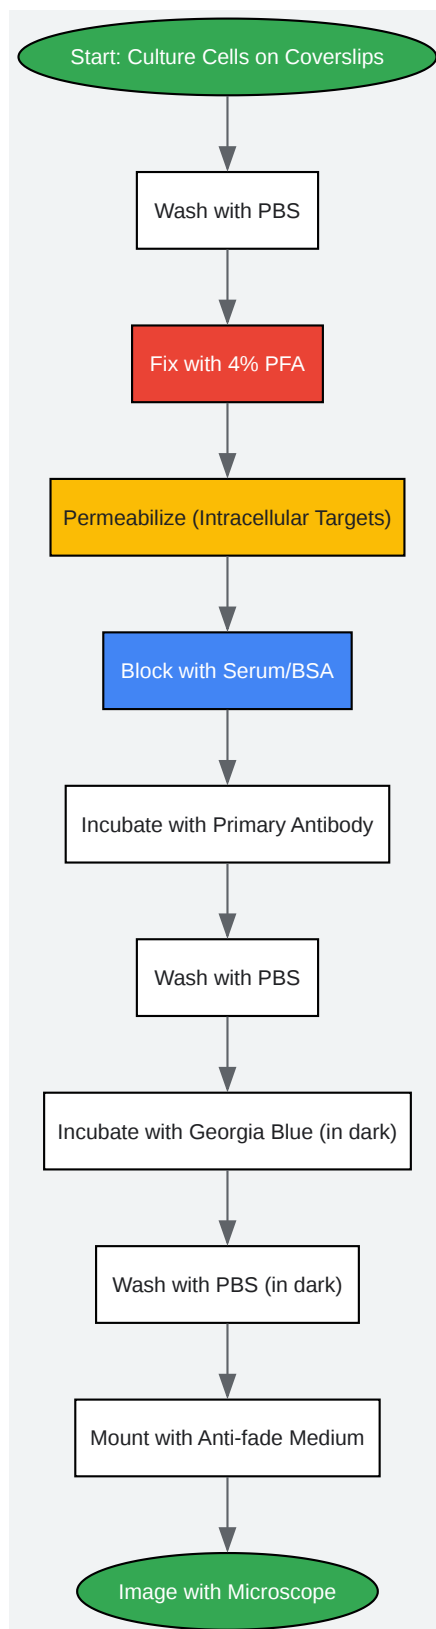 Start: Culture Cells on Coverslips
Wash with PBS
Fix with 4% PFA
Permeabilize (Intracellular Targets)
Block with Serum/BSA
Incubate with Primary Antibody
Wash with PBS
Incubate with Georgia Blue (in dark)
Wash with PBS (in dark)
Mount with Anti-fade Medium
Image with Microscope